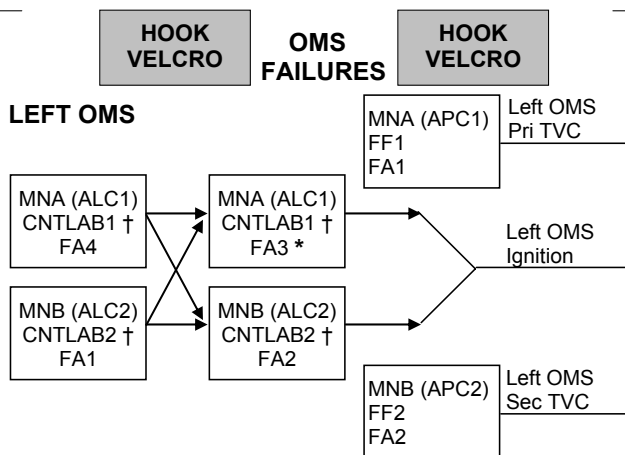 HOOK
VELCRO
OMS
FAILURES
HOOK
VELCRO
LEFT OMS
MNA (APC1)
FF1
FA1
Left OMS
Pri TVC
MNA (ALC1)
CNTLAB1 †
FA4
MNA (ALC1)
CNTLAB1 †
FA3 *
Left OMS
Ignition
MNB (ALC2)
CNTLAB2 †
FA1
MNB (ALC2)
CNTLAB2 †
FA2
MNB (APC2)
FF2
FA2
Left OMS
Sec TVC